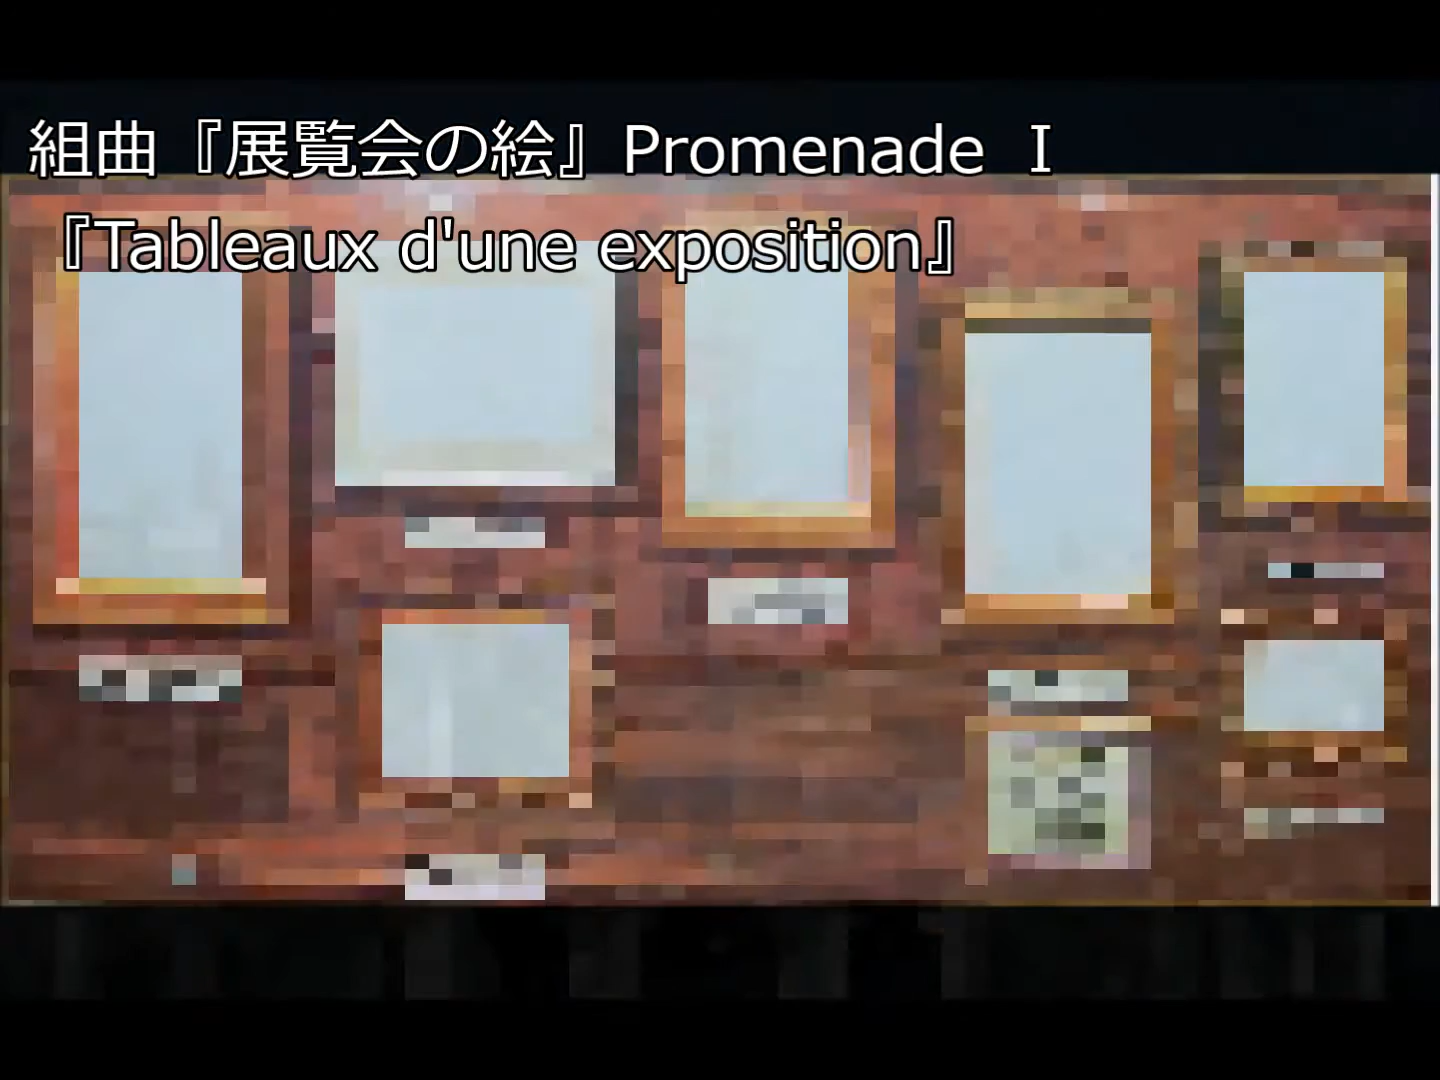 組曲『展覧会の絵』Promenade Ⅰ
『Tableaux d'une exposition』